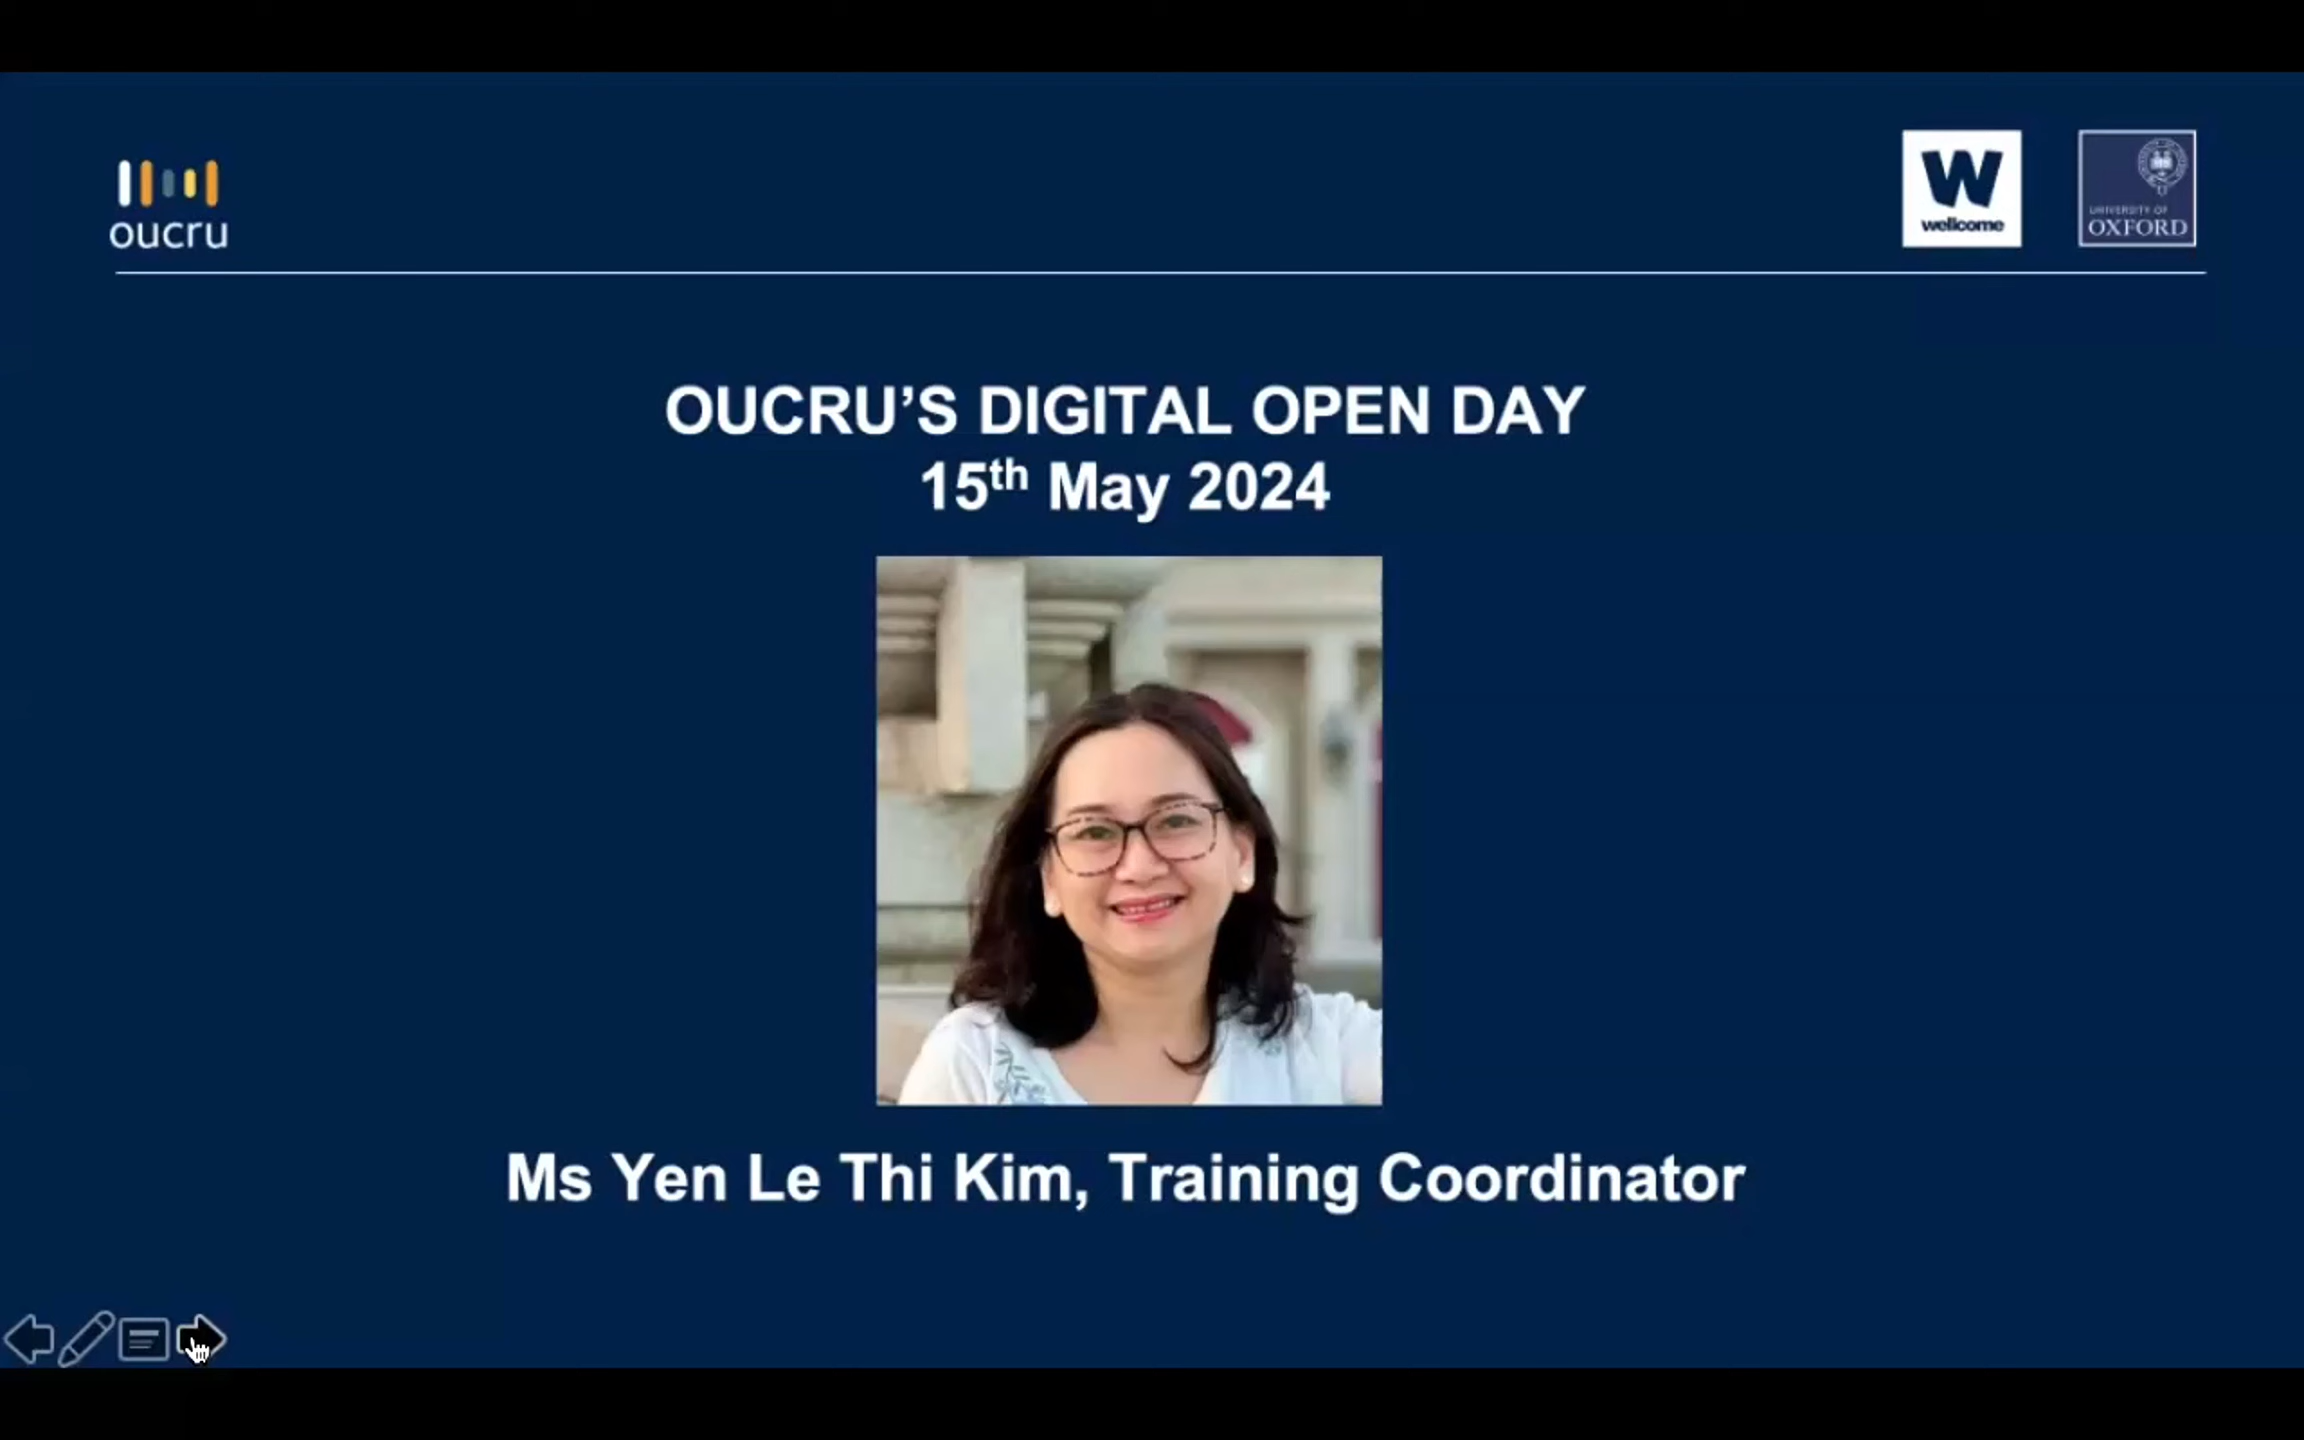 oucru
W
wellcome
UNIVERSITY OF
OXFORD
OUCRU’S DIGITAL OPEN DAY
15th May 2024
Ms Yen Le Thi Kim, Training Coordinator